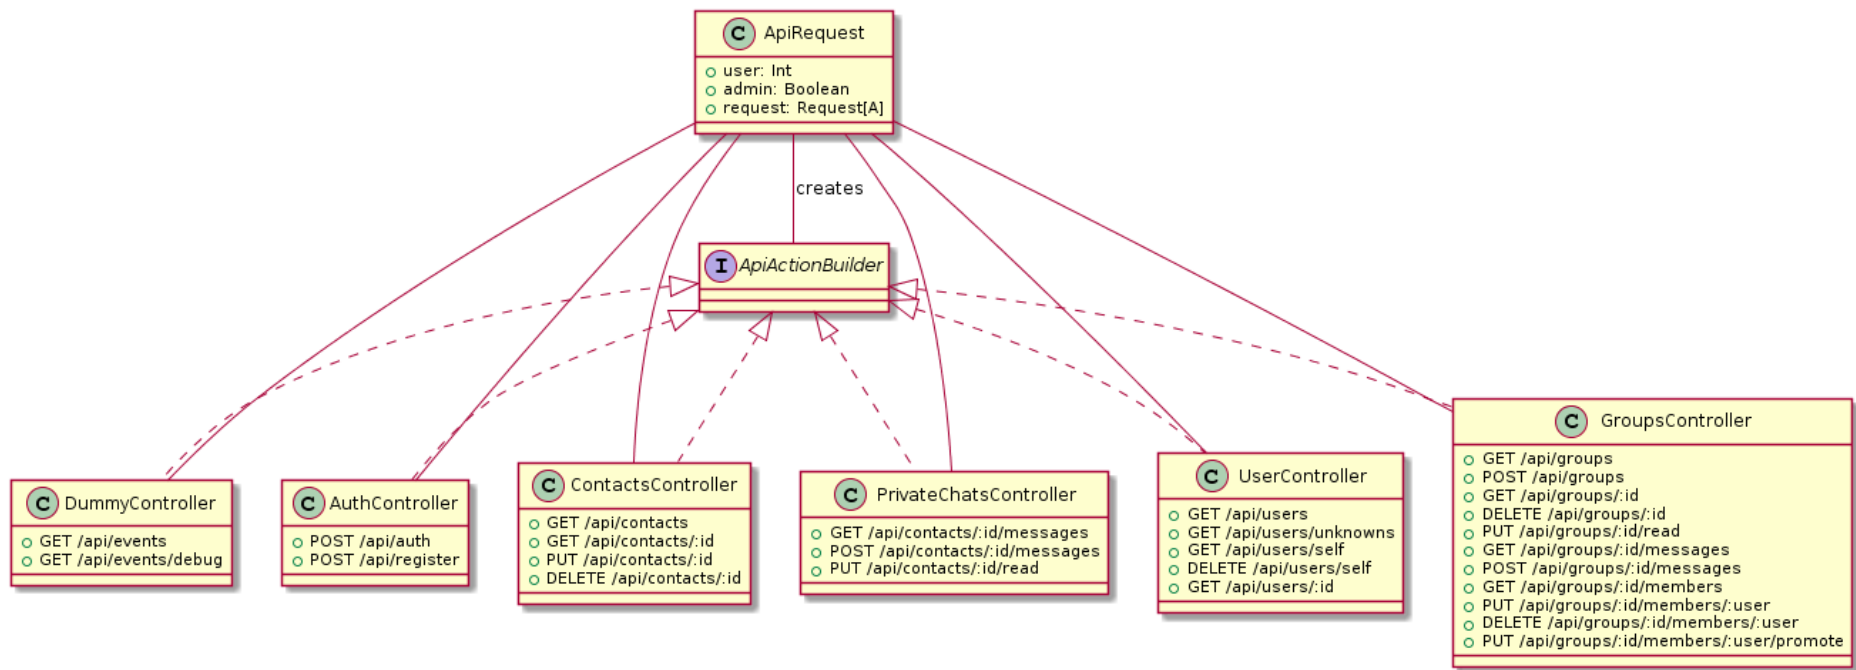 C ApiRequest
user: Int
admin: Boolean
request: Request[A]
creates
I ApiActionBuilder
C DummyController
GET /api/events
GET /api/events/debug
C AuthController
POST /api/auth
POST /api/register
C ContactsController
GET /api/contacts
GET /api/contacts/:id
PUT /api/contacts/:id
DELETE /api/contacts/:id
C PrivateChatsController
GET /api/contacts/:id/messages
POST /api/contacts/:id/messages
PUT /api/contacts/:id/read
C UserController
GET /api/users
GET /api/users/unknowns
GET /api/users/self
DELETE /api/users/self
GET /api/users/:id
C GroupsController
GET /api/groups
POST /api/groups
GET /api/groups/:id
DELETE /api/groups/:id
PUT /api/groups/:id/read
GET /api/groups/:id/messages
POST /api/groups/:id/messages
GET /api/groups/:id/members
PUT /api/groups/:id/members/:user
DELETE /api/groups/:id/members/:user
PUT /api/groups/:id/members/:user/promote